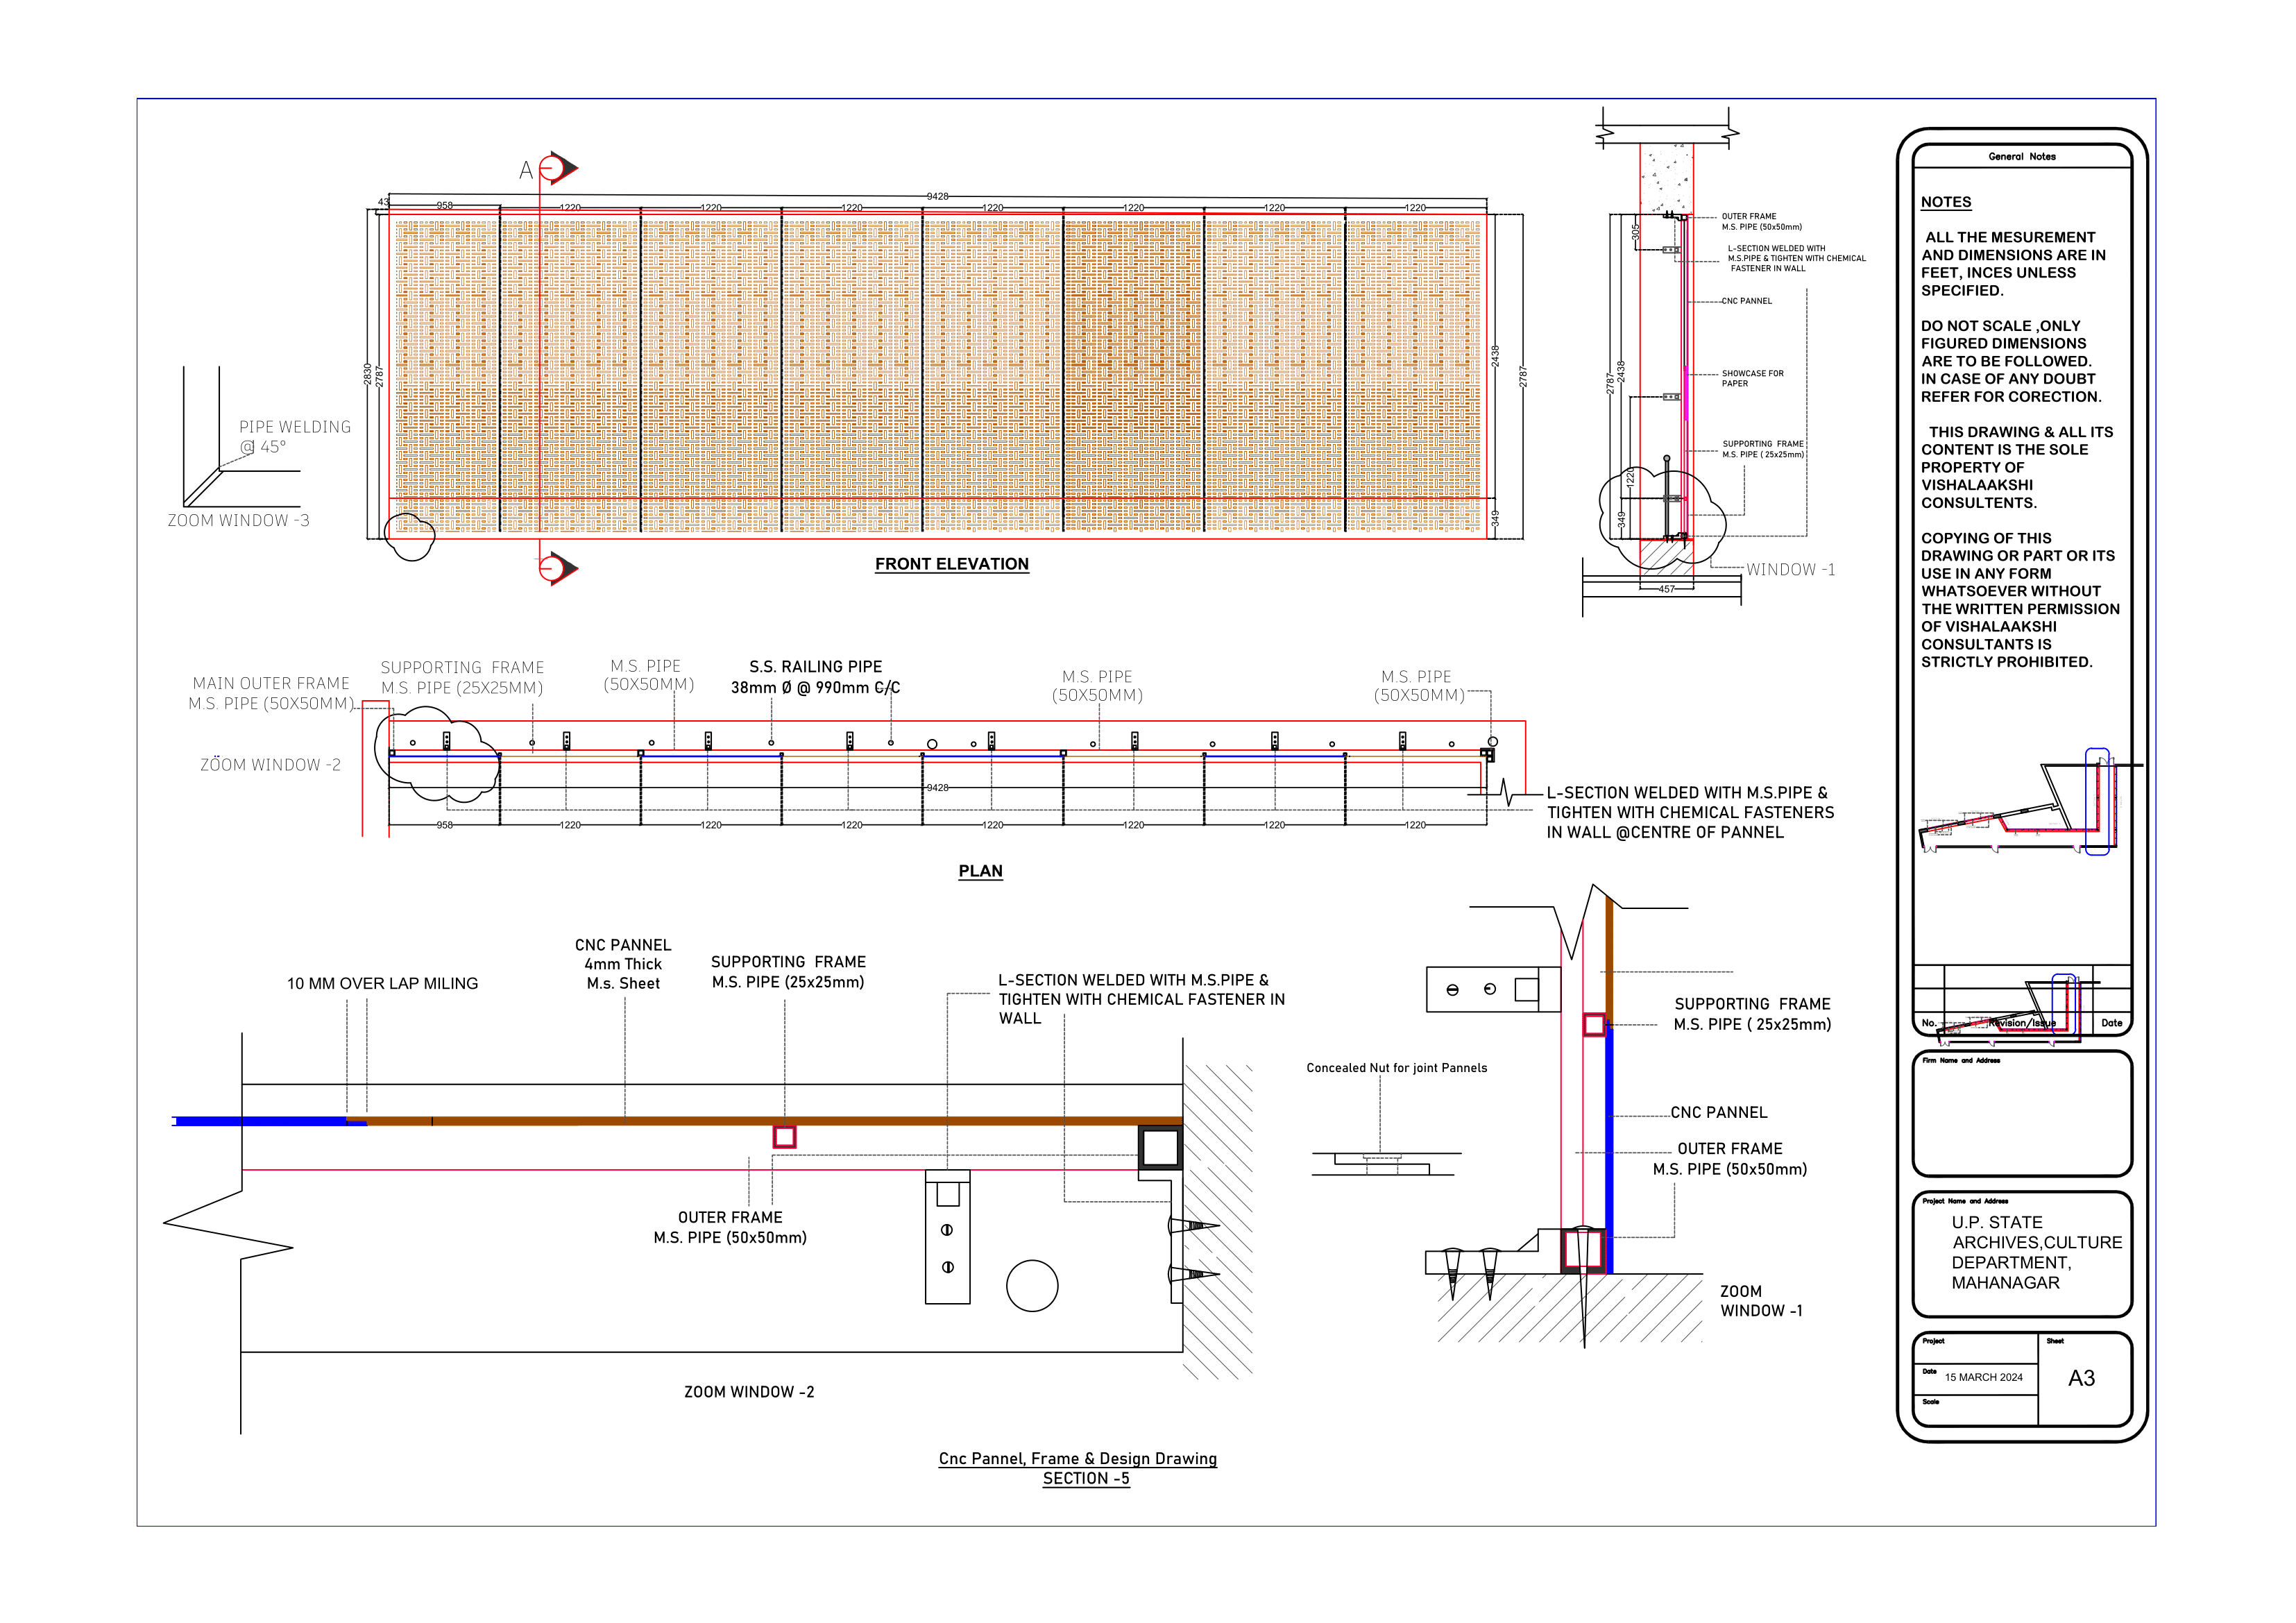 A
43
958
1220
1220
1220
9428
1220
1220
1220
1220
2830
2787
2438
349
2787
FRONT ELEVATION
PIPE WELDING
@ 45°
ZOOM WINDOW -3
305
2787
2438
1220
349
457
OUTER FRAME
M.S. PIPE (50x50mm)
L-SECTION WELDED WITH
M.S.PIPE & TIGHTEN WITH CHEMICAL
FASTENER IN WALL
CNC PANNEL
SHOWCASE FOR
PAPER
SUPPORTING FRAME
M.S. PIPE ( 25x25mm)
WINDOW -1
MAIN OUTER FRAME
M.S. PIPE (50X50MM)
SUPPORTING FRAME
M.S. PIPE (25X25MM)
M.S. PIPE
(50X50MM)
S.S. RAILING PIPE
38mm Ø @ 990mm C/C
M.S. PIPE
(50X50MM)
M.S. PIPE
(50X50MM)
ZOOM WINDOW -2
9428
958
1220
1220
1220
1220
1220
1220
1220
L-SECTION WELDED WITH M.S.PIPE &
TIGHTEN WITH CHEMICAL FASTENERS
IN WALL @CENTRE OF PANNEL
PLAN
10 MM OVER LAP MILING
CNC PANNEL
4mm Thick
M.s. Sheet
SUPPORTING FRAME
M.S. PIPE (25x25mm)
L-SECTION WELDED WITH M.S.PIPE &
TIGHTEN WITH CHEMICAL FASTENER IN
WALL
OUTER FRAME
M.S. PIPE (50x50mm)
ZOOM WINDOW -2
Concealed Nut for joint Pannels
SUPPORTING FRAME
M.S. PIPE ( 25x25mm)
CNC PANNEL
OUTER FRAME
M.S. PIPE (50x50mm)
ZOOM
WINDOW -1
Cnc Pannel, Frame & Design Drawing
SECTION -5
General Notes
NOTES
ALL THE MESUREMENT
AND DIMENSIONS ARE IN
FEET, INCES UNLESS
SPECIFIED.
DO NOT SCALE ,ONLY
FIGURED DIMENSIONS
ARE TO BE FOLLOWED.
IN CASE OF ANY DOUBT
REFER FOR CORECTION.
THIS DRAWING & ALL ITS
CONTENT IS THE SOLE
PROPERTY OF
VISHALAAKSHI
CONSULTENTS.
COPYING OF THIS
DRAWING OR PART OR ITS
USE IN ANY FORM
WHATSOEVER WITHOUT
THE WRITTEN PERMISSION
OF VISHALAAKSHI
CONSULTANTS IS
STRICTLY PROHIBITED.
No.
Revision/Issue
Date
Firm Name and Address
Project Name and Address
U.P. STATE
ARCHIVES,CULTURE
DEPARTMENT,
MAHANAGAR
Project
Sheet
Date
15 MARCH 2024
A3
Scale